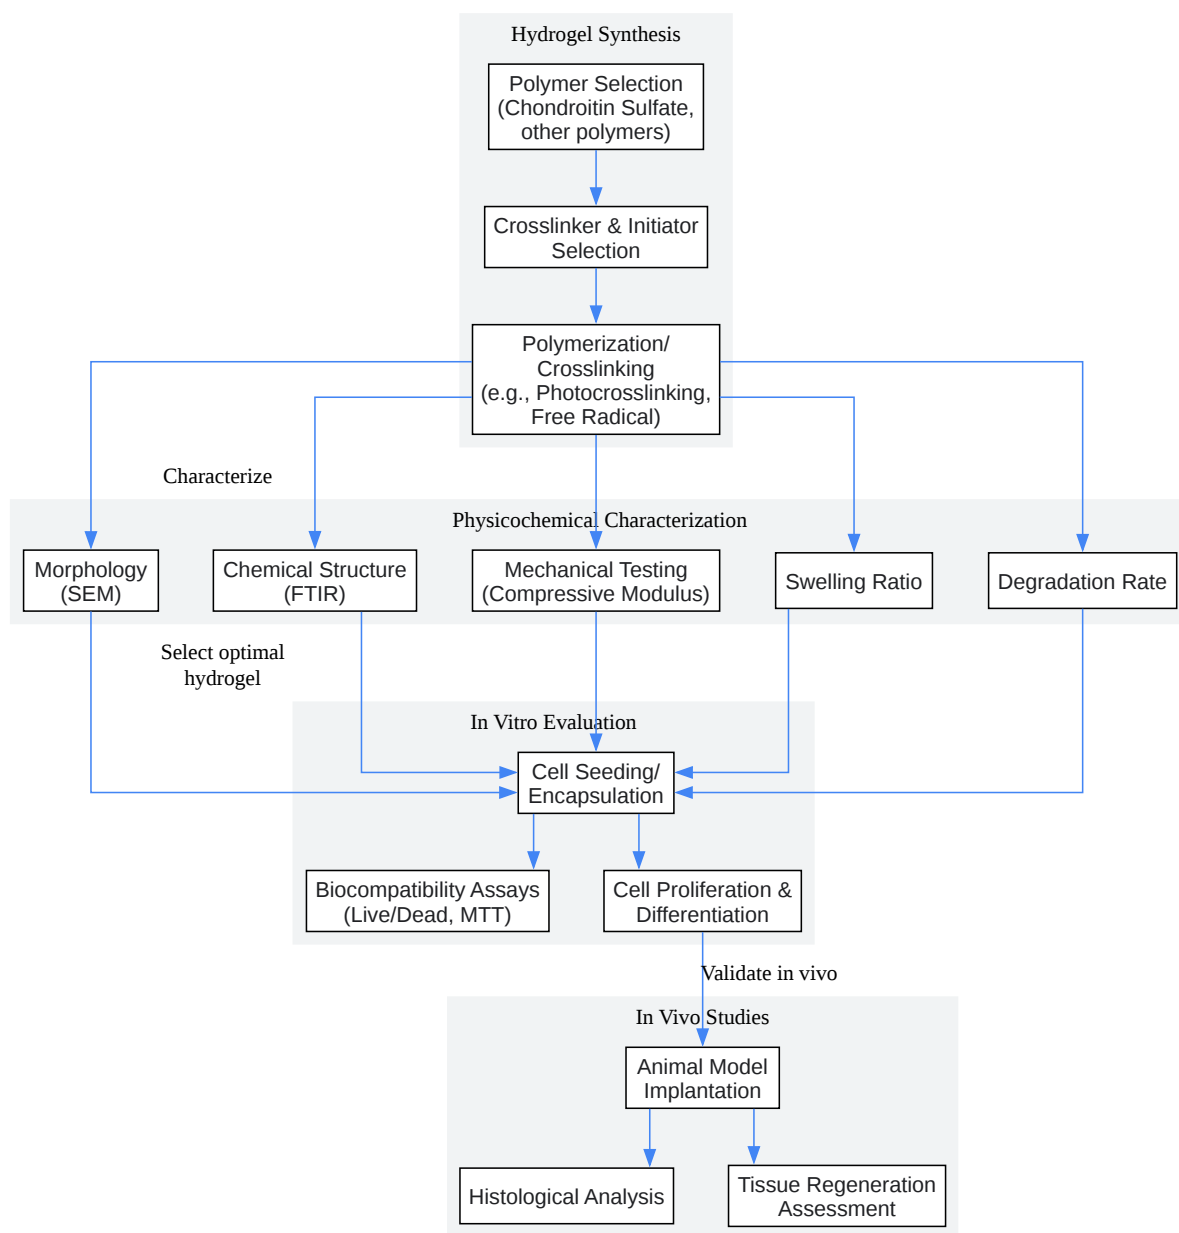 Hydrogel Synthesis
Polymer Selection
(Chondroitin Sulfate,
other polymers)
Crosslinker & Initiator
Selection
Polymerization/
Crosslinking
(e.g., Photocrosslinking,
Free Radical)
Characterize
Physicochemical Characterization
Morphology
(SEM)
Chemical Structure
(FTIR)
Mechanical Testing
(Compressive Modulus)
Swelling Ratio
Degradation Rate
Select optimal
hydrogel
In Vitro Evaluation
Cell Seeding/
Encapsulation
Biocompatibility Assays
(Live/Dead, MTT)
Cell Proliferation &
Differentiation
Validate in vivo
In Vivo Studies
Animal Model
Implantation
Histological Analysis
Tissue Regeneration
Assessment